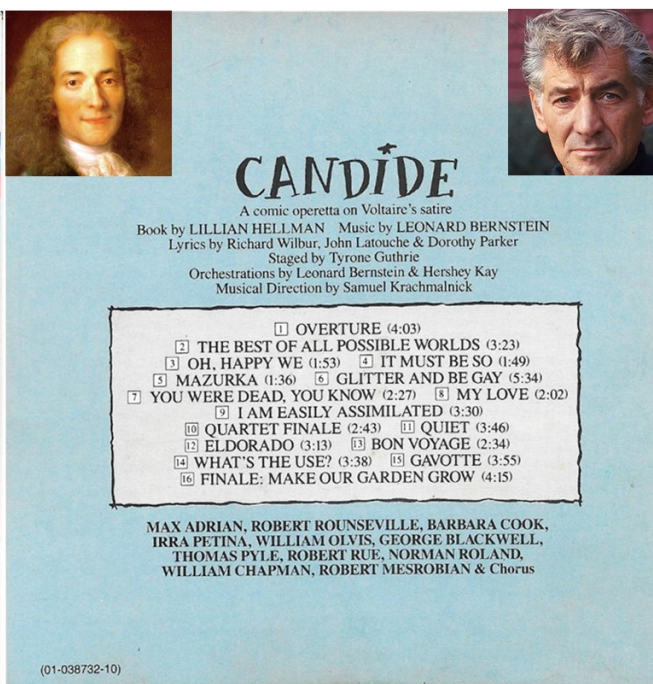 CANDIDE
A comic operetta on Voltaire's satire
Book by LILLIAN HELLMAN Music by LEONARD BERNSTEIN
Lyrics by Richard Wilbur, John Latouche & Dorothy Parker
Staged by Tyrone Guthrie
Orchestrations by Leonard Bernstein & Hershey Kay
Musical Direction by Samuel Krachmalnick
1 OVERTURE (4:03)
2 THE BEST OF ALL POSSIBLE WORLDS (3:23)
3 OH, HAPPY WE (1:53) 4 IT MUST BE SO (1:49)
5 MAZURKA (1:36) 6 GLITTER AND BE GAY (5:34)
7 YOU WERE DEAD, YOU KNOW (2:27) 8 MY LOVE (2:02)
9 I AM EASILY ASSIMILATED (3:30)
10 QUARTET FINALE (2:43) 11 QUIET (3:46)
12 ELDORADO (3:13) 13 BON VOYAGE (2:34)
14 WHAT'S THE USE? (3:38) 15 GAVOTTE (3:55)
16 FINALE: MAKE OUR GARDEN GROW (4:15)
MAX ADRIAN, ROBERT ROUNSEVILLE, BARBARA COOK,
IRRA PETINA, WILLIAM OLVIS, GEORGE BLACKWELL,
THOMAS PYLE, ROBERT RUE, NORMAN ROLAND,
WILLIAM CHAPMAN, ROBERT MESROBIAN & Chorus
(01-038732-10)